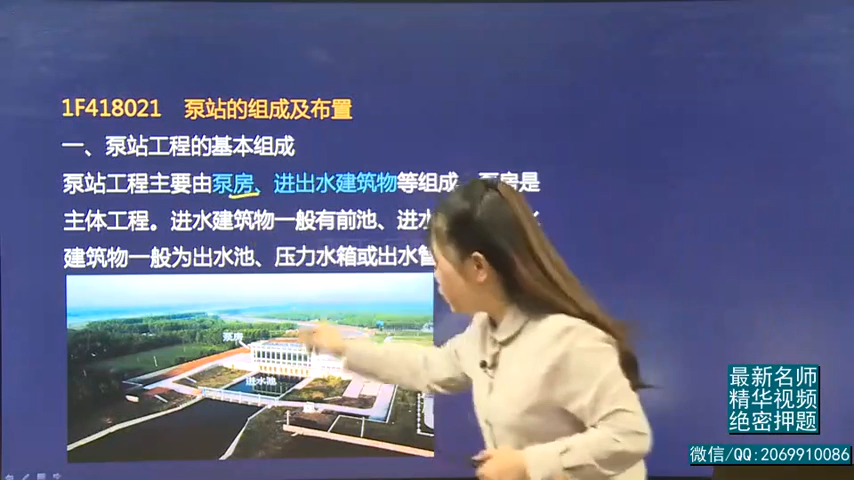 1F418021 泵站的组成及布置
一、泵站工程的基本组成
泵站工程主要由泵房、进出水建筑物等组成 泵房是
主体工程。进水建筑物一般有前池、进水
建筑物一般为出水池、压力水箱或出水管
泵房
进水池
最新名师
精华视频
绝密押题
微信/QQ:2069910086